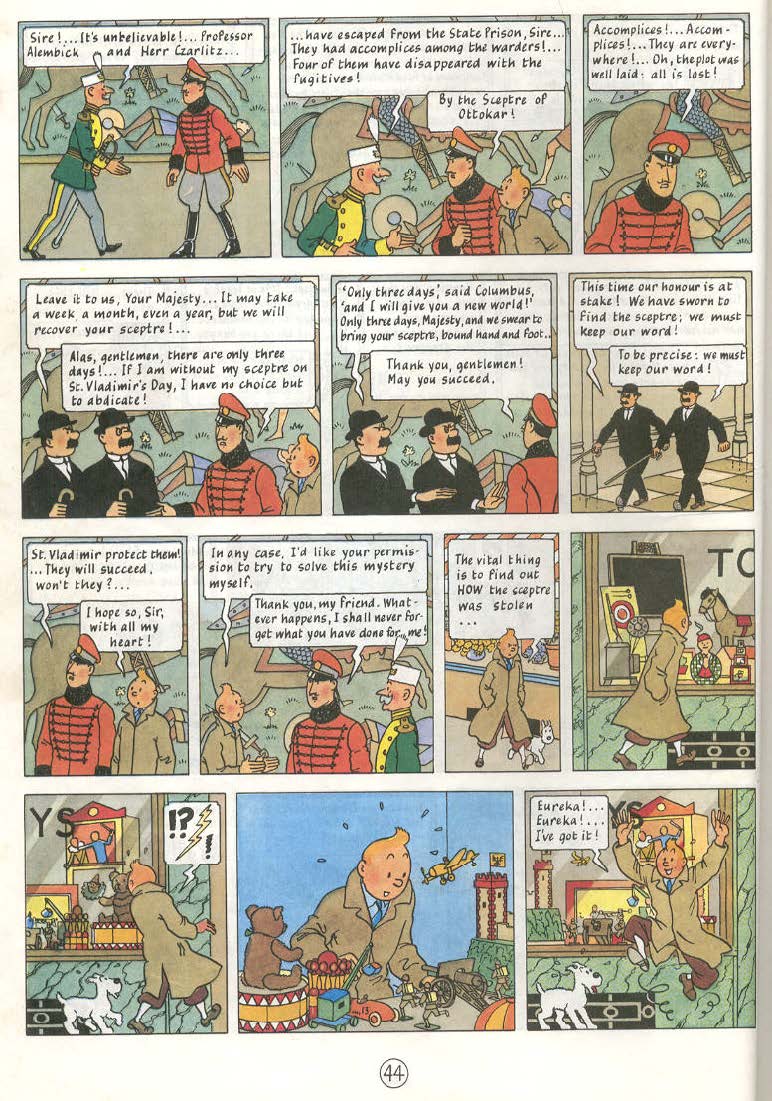 Sire!... It's unbelievable!... Professor
Alembick and Herr Czarlitz...
...have escaped from the State Prison, Sire...
They had accomplices among the warders!...
Four of them have disappeared with the
fugitives!
By the Sceptre of
Ottokar!
Accomplices!... Accom-
plices!... They are every-
where!... Oh, the plot was
well laid: all is lost!
Leave it to us, Your Majesty... It may take
a week a month, even a year, but we will
recover your sceptre!...
Alas, gentlemen, there are only three
days!... If I am without my sceptre on
St. Vladimir's Day, I have no choice but
to abdicate!
'Only three days', said Columbus,
'and I will give you a new world!'
Only three days, Majesty, and we swear to
bring your sceptre, bound hand and foot..
Thank you, gentlemen!
May you succeed.
This time our honour is at
stake! We have sworn to
find the sceptre; we must
keep our word!
To be precise: we must
keep our word!
St. Vladimir protect them!
...They will succeed,
won't they?...
I hope so, Sir,
with all my
heart!
In any case, I'd like your permis-
sion to try to solve this mystery
myself.
Thank you, my friend. What-
ever happens, I shall never for-
get what you have done for me!
The vital thing
is to find out
HOW the sceptre
was stolen
...
TO
YS
!?
Eureka!...
Eureka!...
I've got it!
YS
13
44